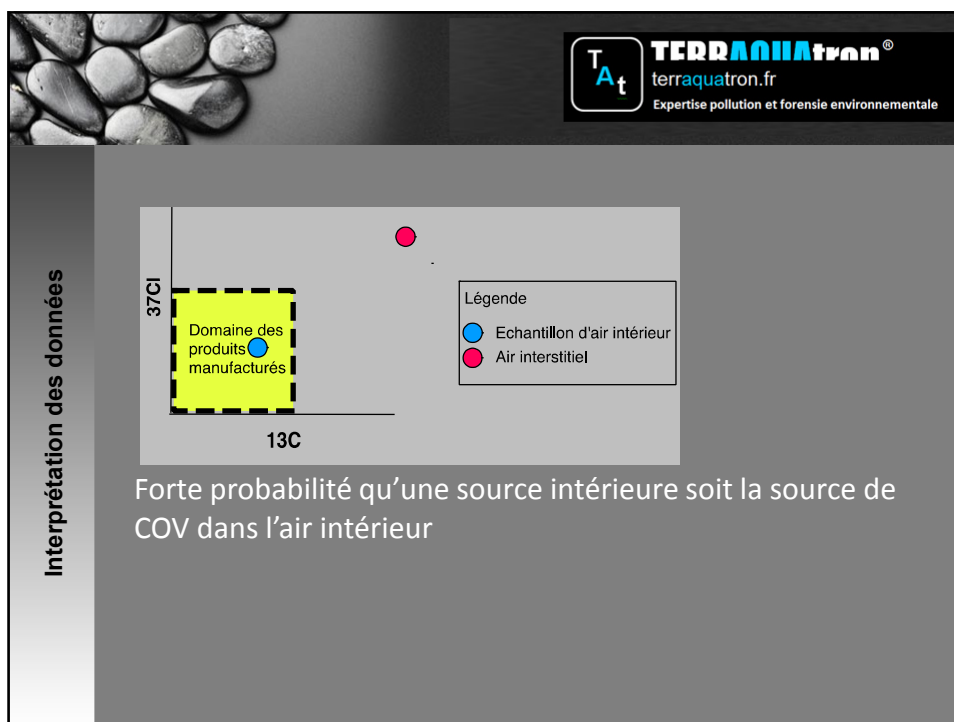 TAt
TERRAQUAtron®
terraquatron.fr
Expertise pollution et forensie environnementale
Interprétation des données
37Cl
Domaine des
produits
manufacturés
13C
Légende
Echantillon d'air intérieur
Air interstitiel
Forte probabilité qu’une source intérieure soit la source de
COV dans l’air intérieur